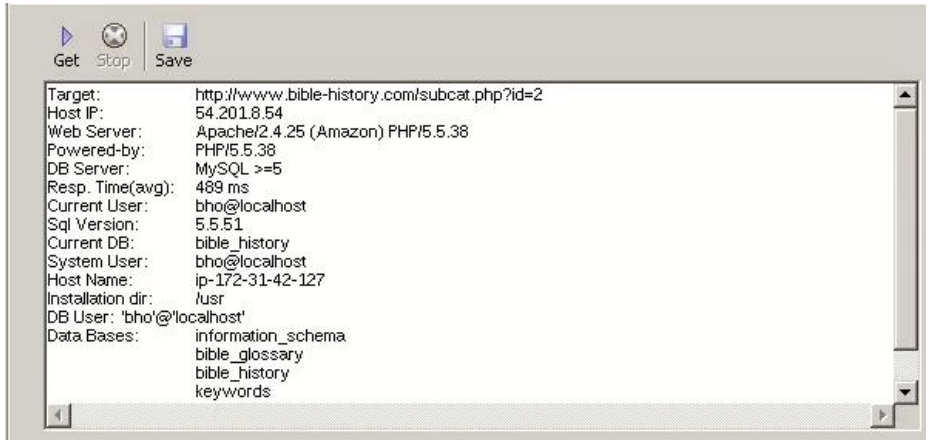 Get Stop Save
Target: http://www.bible-history.com/subcat.php?id=2
Host IP: 54.201.8.54
Web Server: Apache/2.4.25 (Amazon) PHP/5.5.38
Powered-by: PHP/5.5.38
DB Server: MySQL >=5
Resp. Time(avg): 489 ms
Current User: bho@localhost
Sql Version: 5.5.51
Current DB: bible_history
System User: bho@localhost
Host Name: ip-172-31-42-127
Installation dir: /usr
DB User: 'bho'@'localhost'
Data Bases: information_schema
bible_glossary
bible_history
keywords